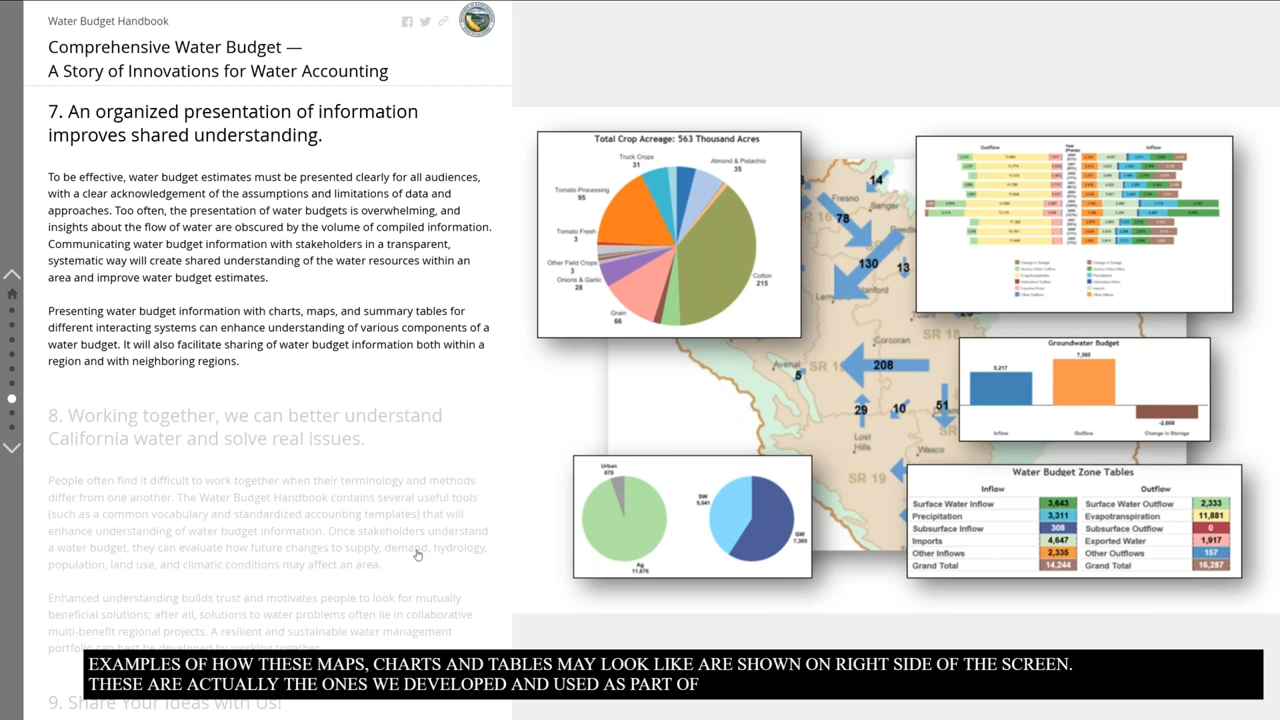 Water Budget Handbook
Comprehensive Water Budget —
A Story of Innovations for Water Accounting
7. An organized presentation of information
improves shared understanding.
To be effective, water budget estimates must be presented for diverse audiences,
with a clear acknowledgement of the assumptions and limitations of data and
approaches. Too often, the presentation of water budgets is overwhelming, and
insights about the flow of water are obscured by the volume and mix of information.
Communicating water budget information with stakeholders in a transparent,
systematic way will create shared understanding of the water resources within an
area and improve water budget estimates.
Presenting water budget information with charts, maps, and summary tables for
different interacting systems can enhance understanding of various components of a
water budget. It will also facilitate sharing of water budget information both within a
region and with neighboring regions.
8. Working together, we can better understand
California water and solve real issues.
People often find it difficult to work together when their terminology and methods
differ from one another. The Water Budget Handbook contains several useful tools
(such as a common vocabulary and standardized accounting templates) that will
enhance understanding of water budget information. Once stakeholders understand
a water budget, they can evaluate how future changes to supply, demand, hydrology,
population, land use, and climatic conditions may affect an area.
Enhanced understanding builds trust and motivates people to look for mutually
beneficial solutions; after all, solutions to water problems often lie in collaborative
multi-benefit regional projects. A resilient and sustainable water management
portfolio can best be developed by working together.
9. Share Your Ideas with Us!
Total Crop Acreage: 563 Thousand Acres
Truck Crops
31
Almond & Pistachio
35
Tomato Processing
95
Tomato Fresh
3
Other Field Crops
3
Onions & Garlic
28
Grain
66
Cotton
215
14
Fresno
Sanger
78
130
13
Hanford
SR 18
Corcoran
Avenal
5
208
29
10
51
Lost
Hills
Wasco
SR 19
Outflow
Inflow
Groundwater Budget
5,217
7,305
Inflow
Outflow
Change in Storage
Urban
670
Ag
11,676
SW
5,041
GW
7,305
Water Budget Zone Tables
Inflow Outflow
Surface Water Inflow 3,643 Surface Water Outflow 2,333
Precipitation 3,311 Evapotranspiration 11,881
Subsurface Inflow 308 Subsurface Outflow 0
Imports 4,647 Exported Water 1,917
Other Inflows 2,335 Other Outflows 157
Grand Total 14,244 Grand Total 16,287
EXAMPLES OF HOW THESE MAPS, CHARTS AND TABLES MAY LOOK LIKE ARE SHOWN ON RIGHT SIDE OF THE SCREEN.
THESE ARE ACTUALLY THE ONES WE DEVELOPED AND USED AS PART OF